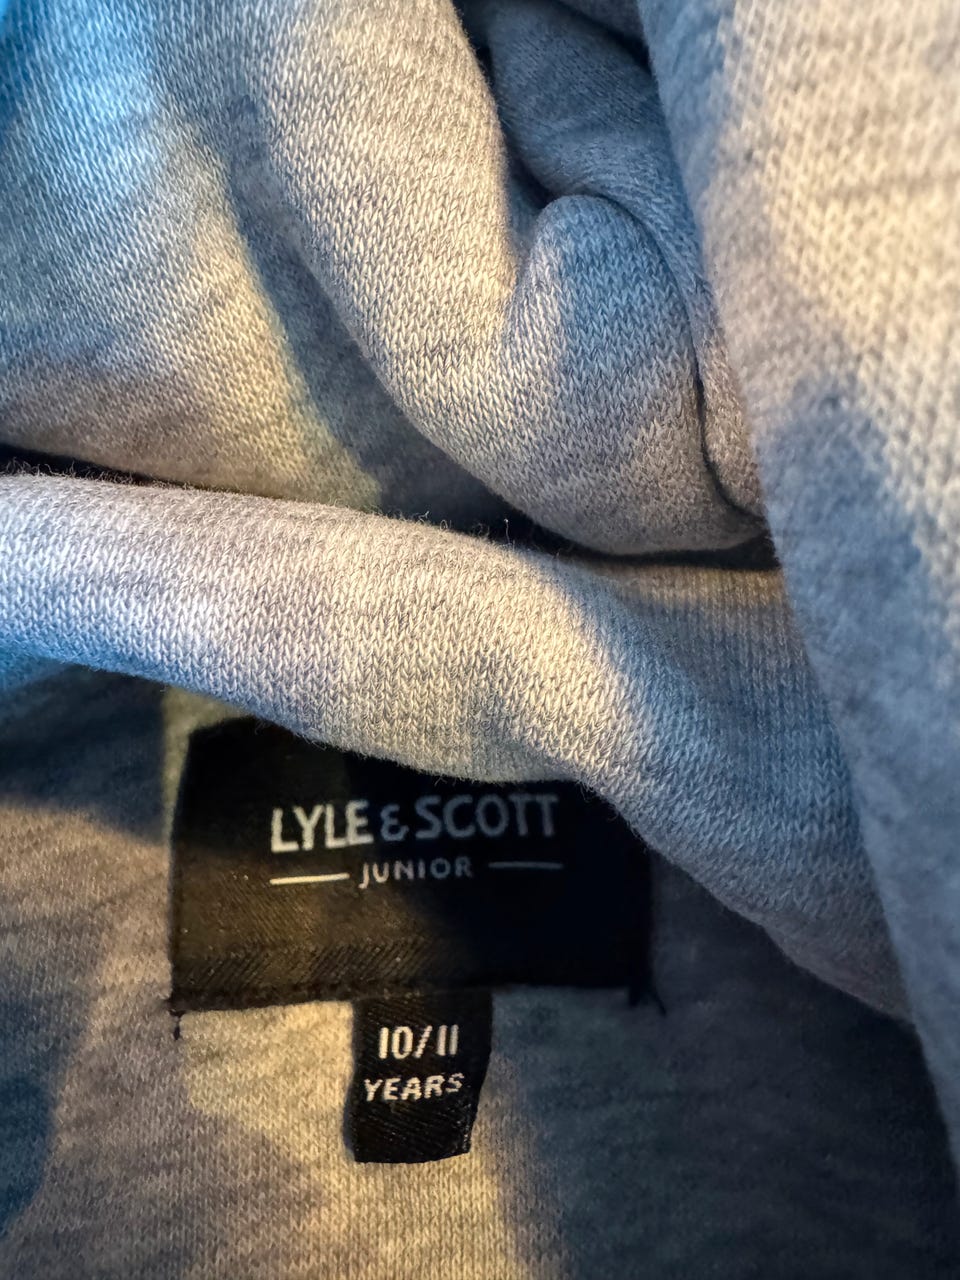 LYLE & SCOTT
JUNIOR
10/11
YEARS